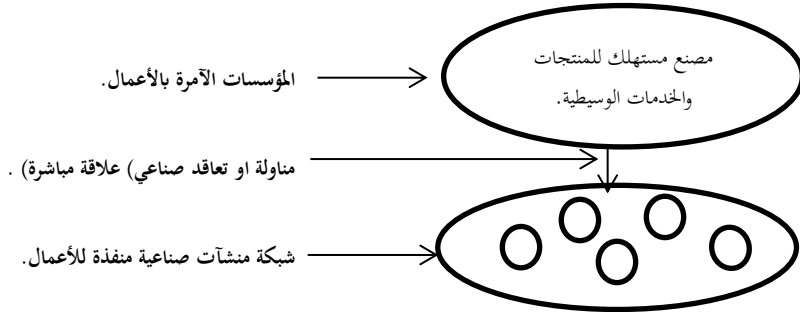 مصنع مستهلك للمنتجات
والخدمات الوسيطية.
المؤسسات الآمرة بالأعمال.
مناولة او تعاقد صناعي) علاقة مباشرة) .
شبكة منشآت صناعية منفذة للأعمال.